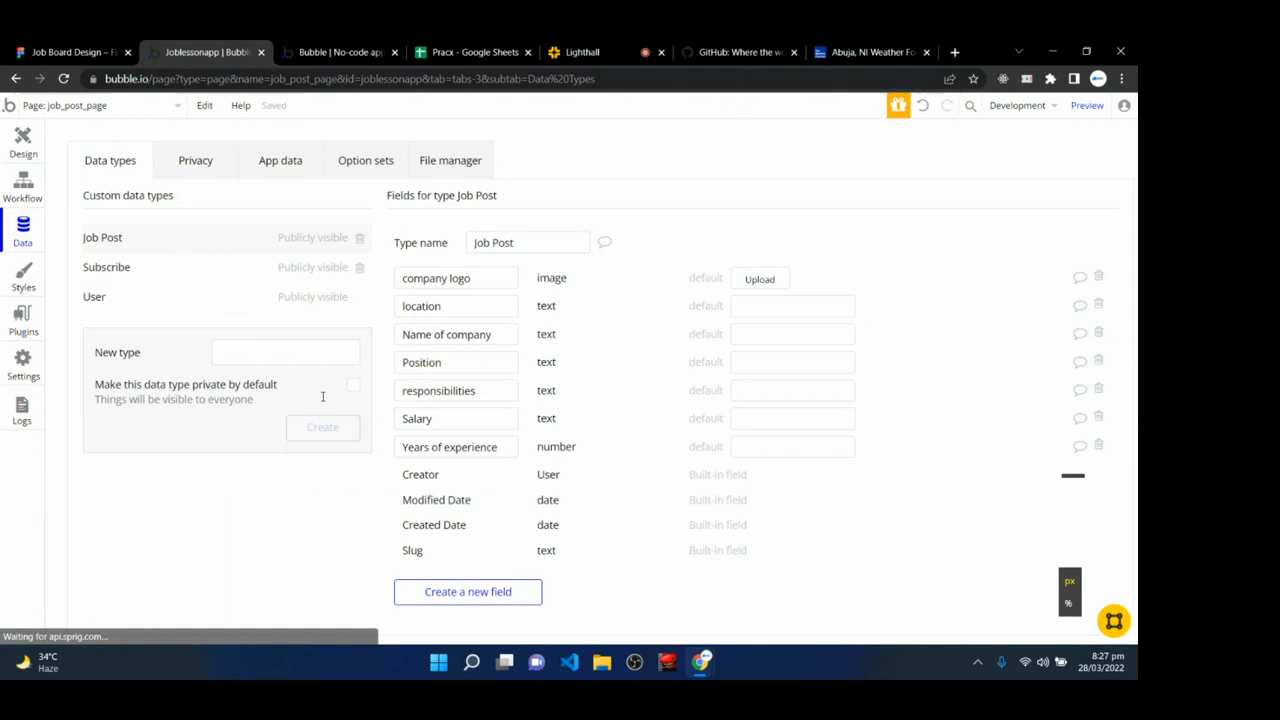 Job Board Design – F
Joblessonapp | Bubbl
Bubble | No-code app
Pracx - Google Sheets
Lighthall
GitHub: Where the w
Abuja, NI Weather Fo
bubble.io/page?type=page&name=job_post_page&id=joblessonapp&tab=tabs-3&subtab=Data%20Types
Page: job_post_page Edit Help Saved Development Preview
Design
Workflow
Data
Styles
Plugins
Settings
Logs
Data types Privacy App data Option sets File manager
Custom data types
Job Post Publicly visible
Subscribe Publicly visible
User Publicly visible
New type
Make this data type private by default
Things will be visible to everyone
Create
Fields for type Job Post
Type name Job Post
company logo image default Upload
location text default
Name of company text default
Position text default
responsibilities text default
Salary text default
Years of experience number default
Creator User Built-in field
Modified Date date Built-in field
Created Date date Built-in field
Slug text Built-in field
Create a new field
px
%
Waiting for api.sprig.com...
34°C
Haze
8:27 pm
28/03/2022